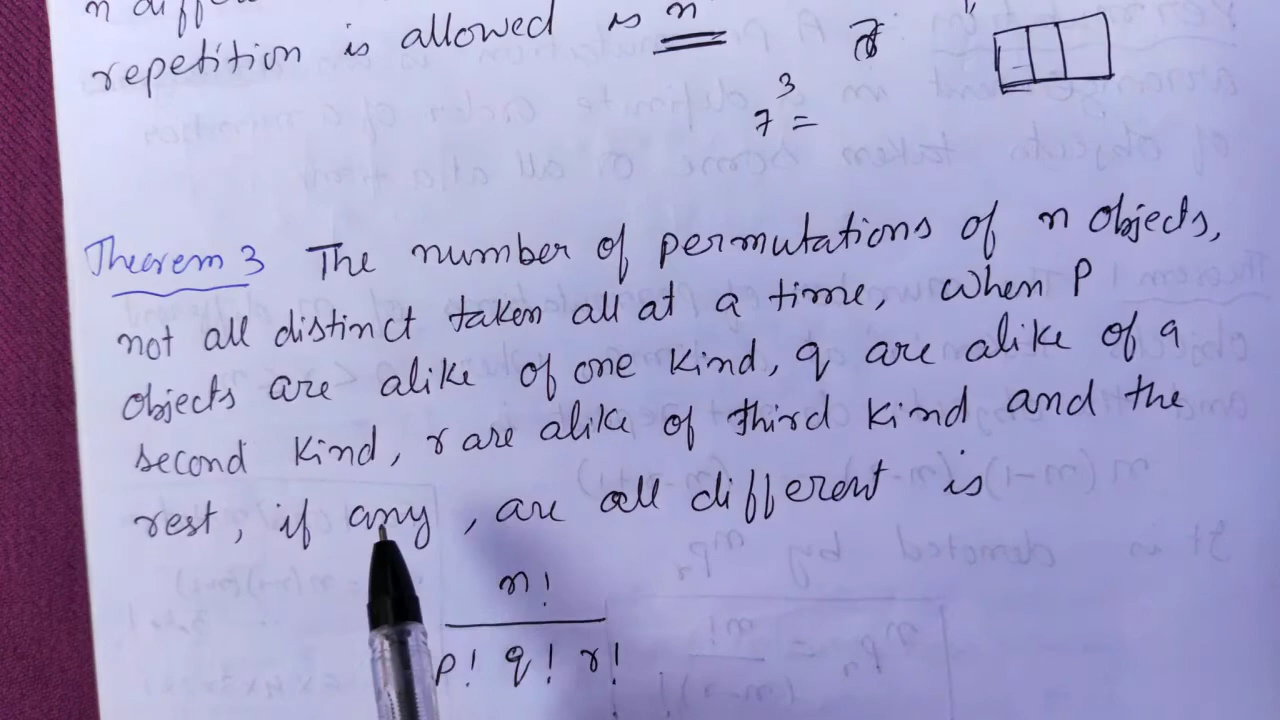 n diff
repetition is allowed is n
7³ =
Theorem 3 The number of permutations of n objects,
not all distinct taken all at a time, when p
objects are alike of one kind, q are alike of a
second kind, r are alike of third kind and the
rest, if any, are all different is
n!
p! q! r!